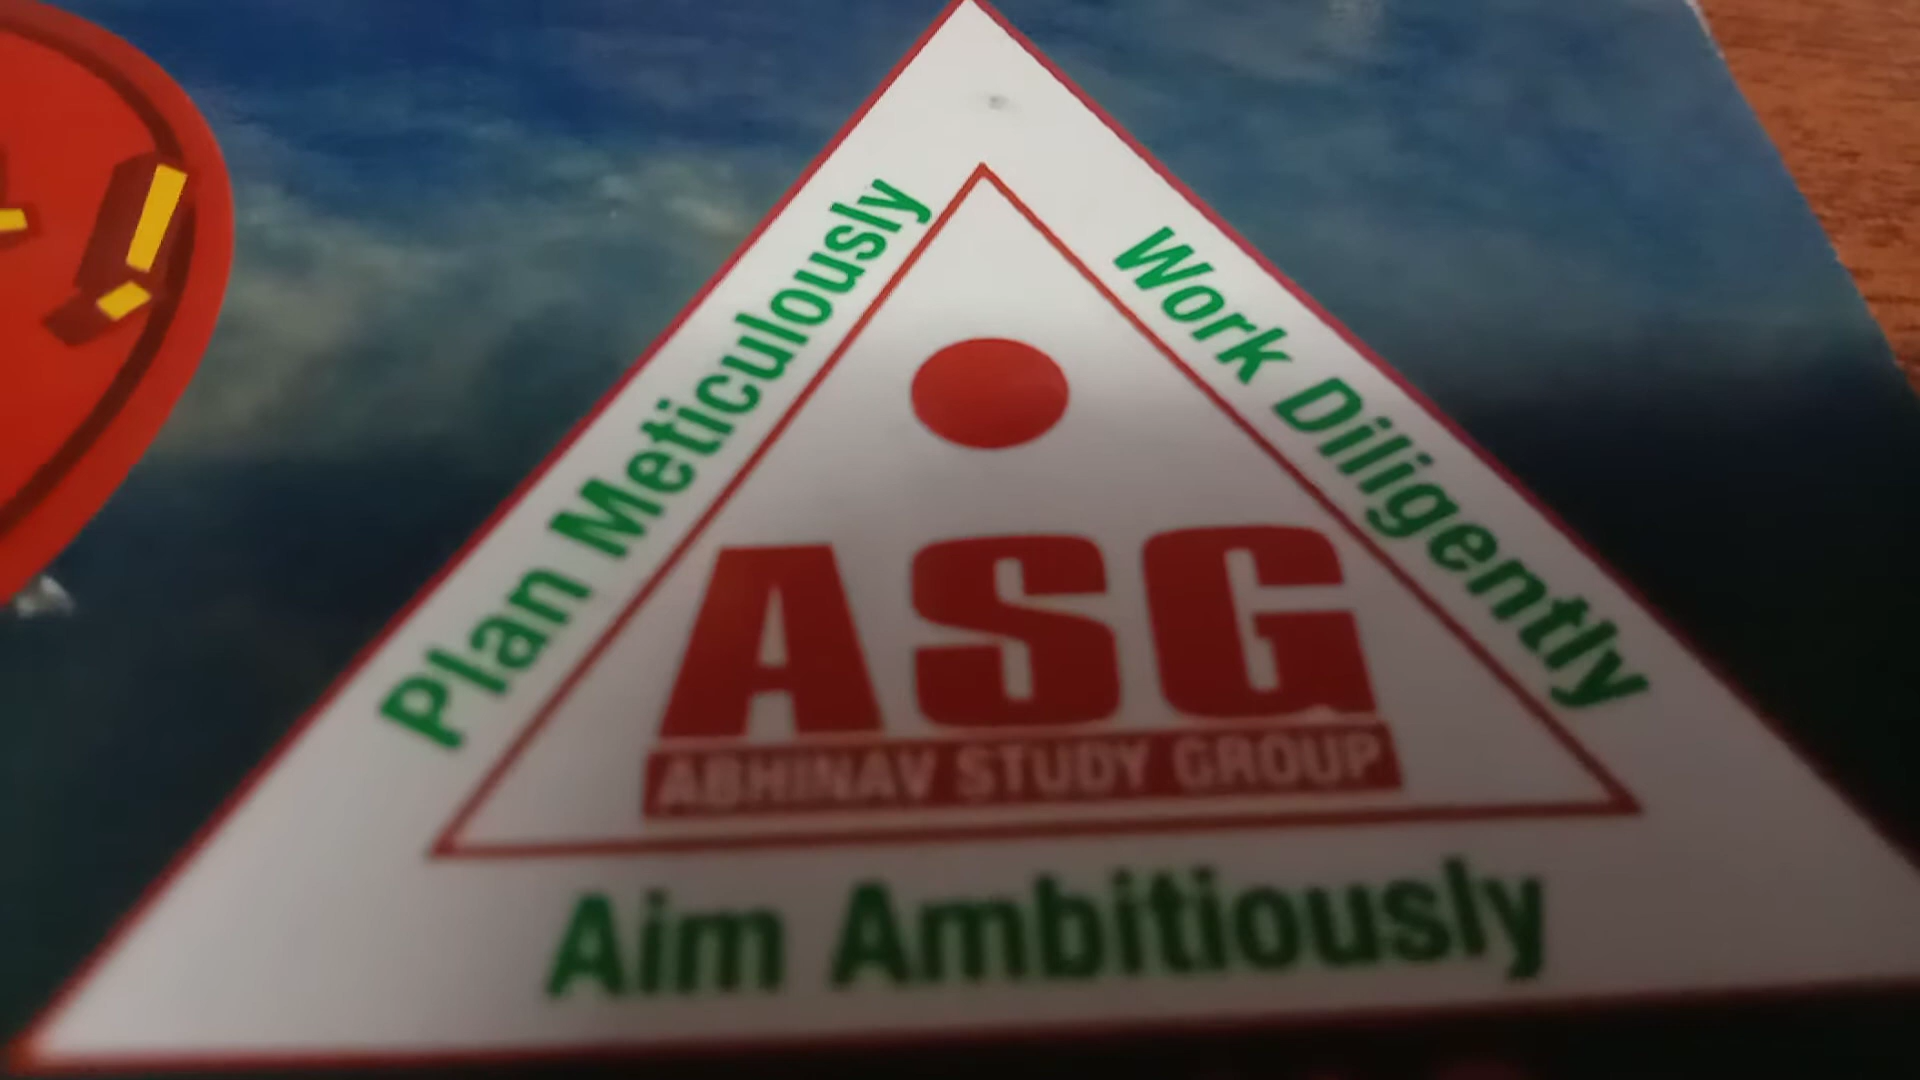 Plan Meticulously
Work Diligently
ASG
ABHINAV STUDY GROUP
Aim Ambitiously